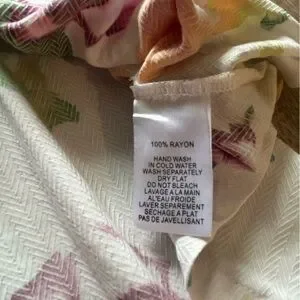 100% RAYON
HAND WASH
IN COLD WATER
WASH SEPARATELY
DRY FLAT
DO NOT BLEACH
LAVAGE A LA MAIN
AL'EAU FROIDE
LAVER SEPAREMENT
SECHAGE A PLAT
PAS DE JAVELLISANT